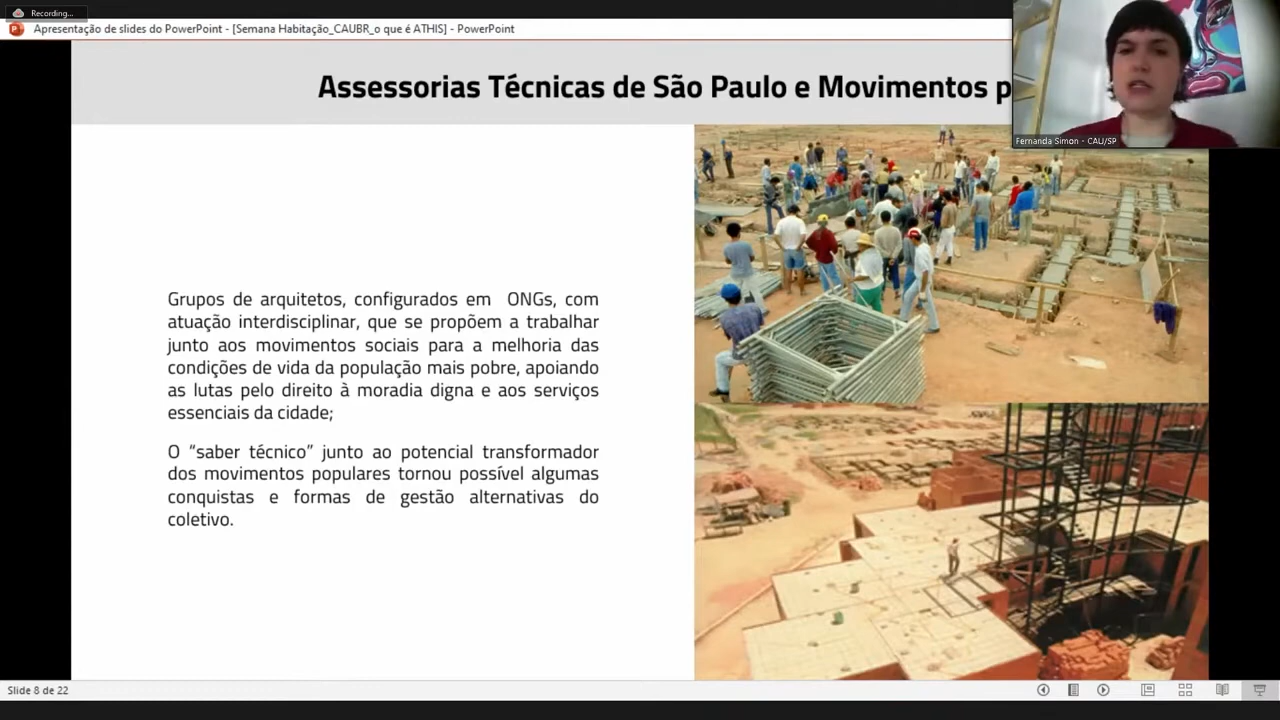 Recording...
Apresentação de slides do PowerPoint - [Semana Habitação_CAUBR_o que é ATHIS] - PowerPoint
Assessorias Técnicas de São Paulo e Movimentos p
Fernanda Simon - CAU/SP
Grupos de arquitetos, configurados em ONGs, com
atuação interdisciplinar, que se propõem a trabalhar
junto aos movimentos sociais para a melhoria das
condições de vida da população mais pobre, apoiando
as lutas pelo direito à moradia digna e aos serviços
essenciais da cidade;
O “saber técnico” junto ao potencial transformador
dos movimentos populares tornou possível algumas
conquistas e formas de gestão alternativas do
coletivo.
Slide 8 de 22